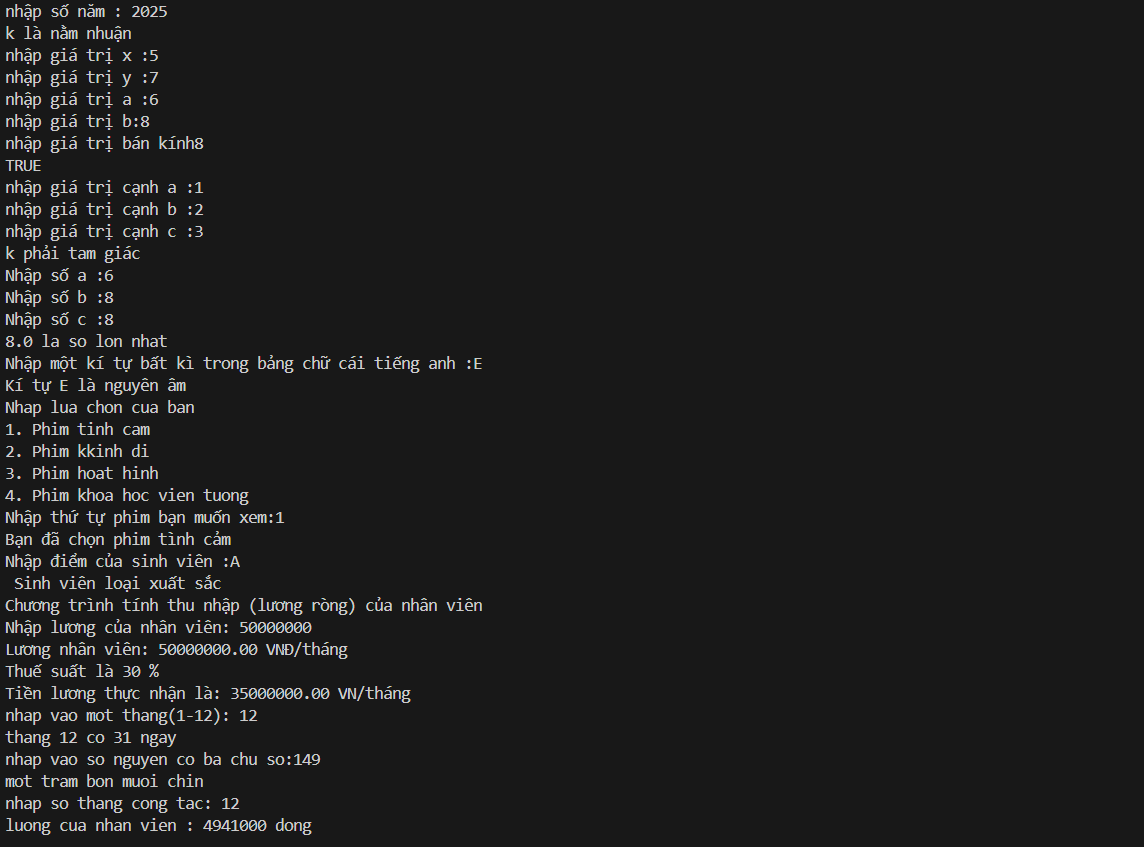 nhập số năm : 2025
k là nằm nhuận
nhập giá trị x :5
nhập giá trị y :7
nhập giá trị a :6
nhập giá trị b:8
nhập giá trị bán kính8
TRUE
nhập giá trị cạnh a :1
nhập giá trị cạnh b :2
nhập giá trị cạnh c :3
k phải tam giác
Nhập số a :6
Nhập số b :8
Nhập số c :8
8.0 la so lon nhat
Nhập một kí tự bất kì trong bảng chữ cái tiếng anh :E
Kí tự E là nguyên âm
Nhap lua chon cua ban
1. Phim tinh cam
2. Phim kkinh di
3. Phim hoat hinh
4. Phim khoa hoc vien tuong
Nhập thứ tự phim bạn muốn xem:1
Bạn đã chọn phim tình cảm
Nhập điểm của sinh viên :A
 Sinh viên loại xuất sắc
Chương trình tính thu nhập (lương ròng) của nhân viên
Nhập lương của nhân viên: 50000000
Lương nhân viên: 50000000.00 VNĐ/tháng
Thuế suất là 30 %
Tiền lương thực nhận là: 35000000.00 VN/tháng
nhap vao mot thang(1-12): 12
thang 12 co 31 ngay
nhap vao so nguyen co ba chu so:149
mot tram bon muoi chin
nhap so thang cong tac: 12
luong cua nhan vien : 4941000 dong